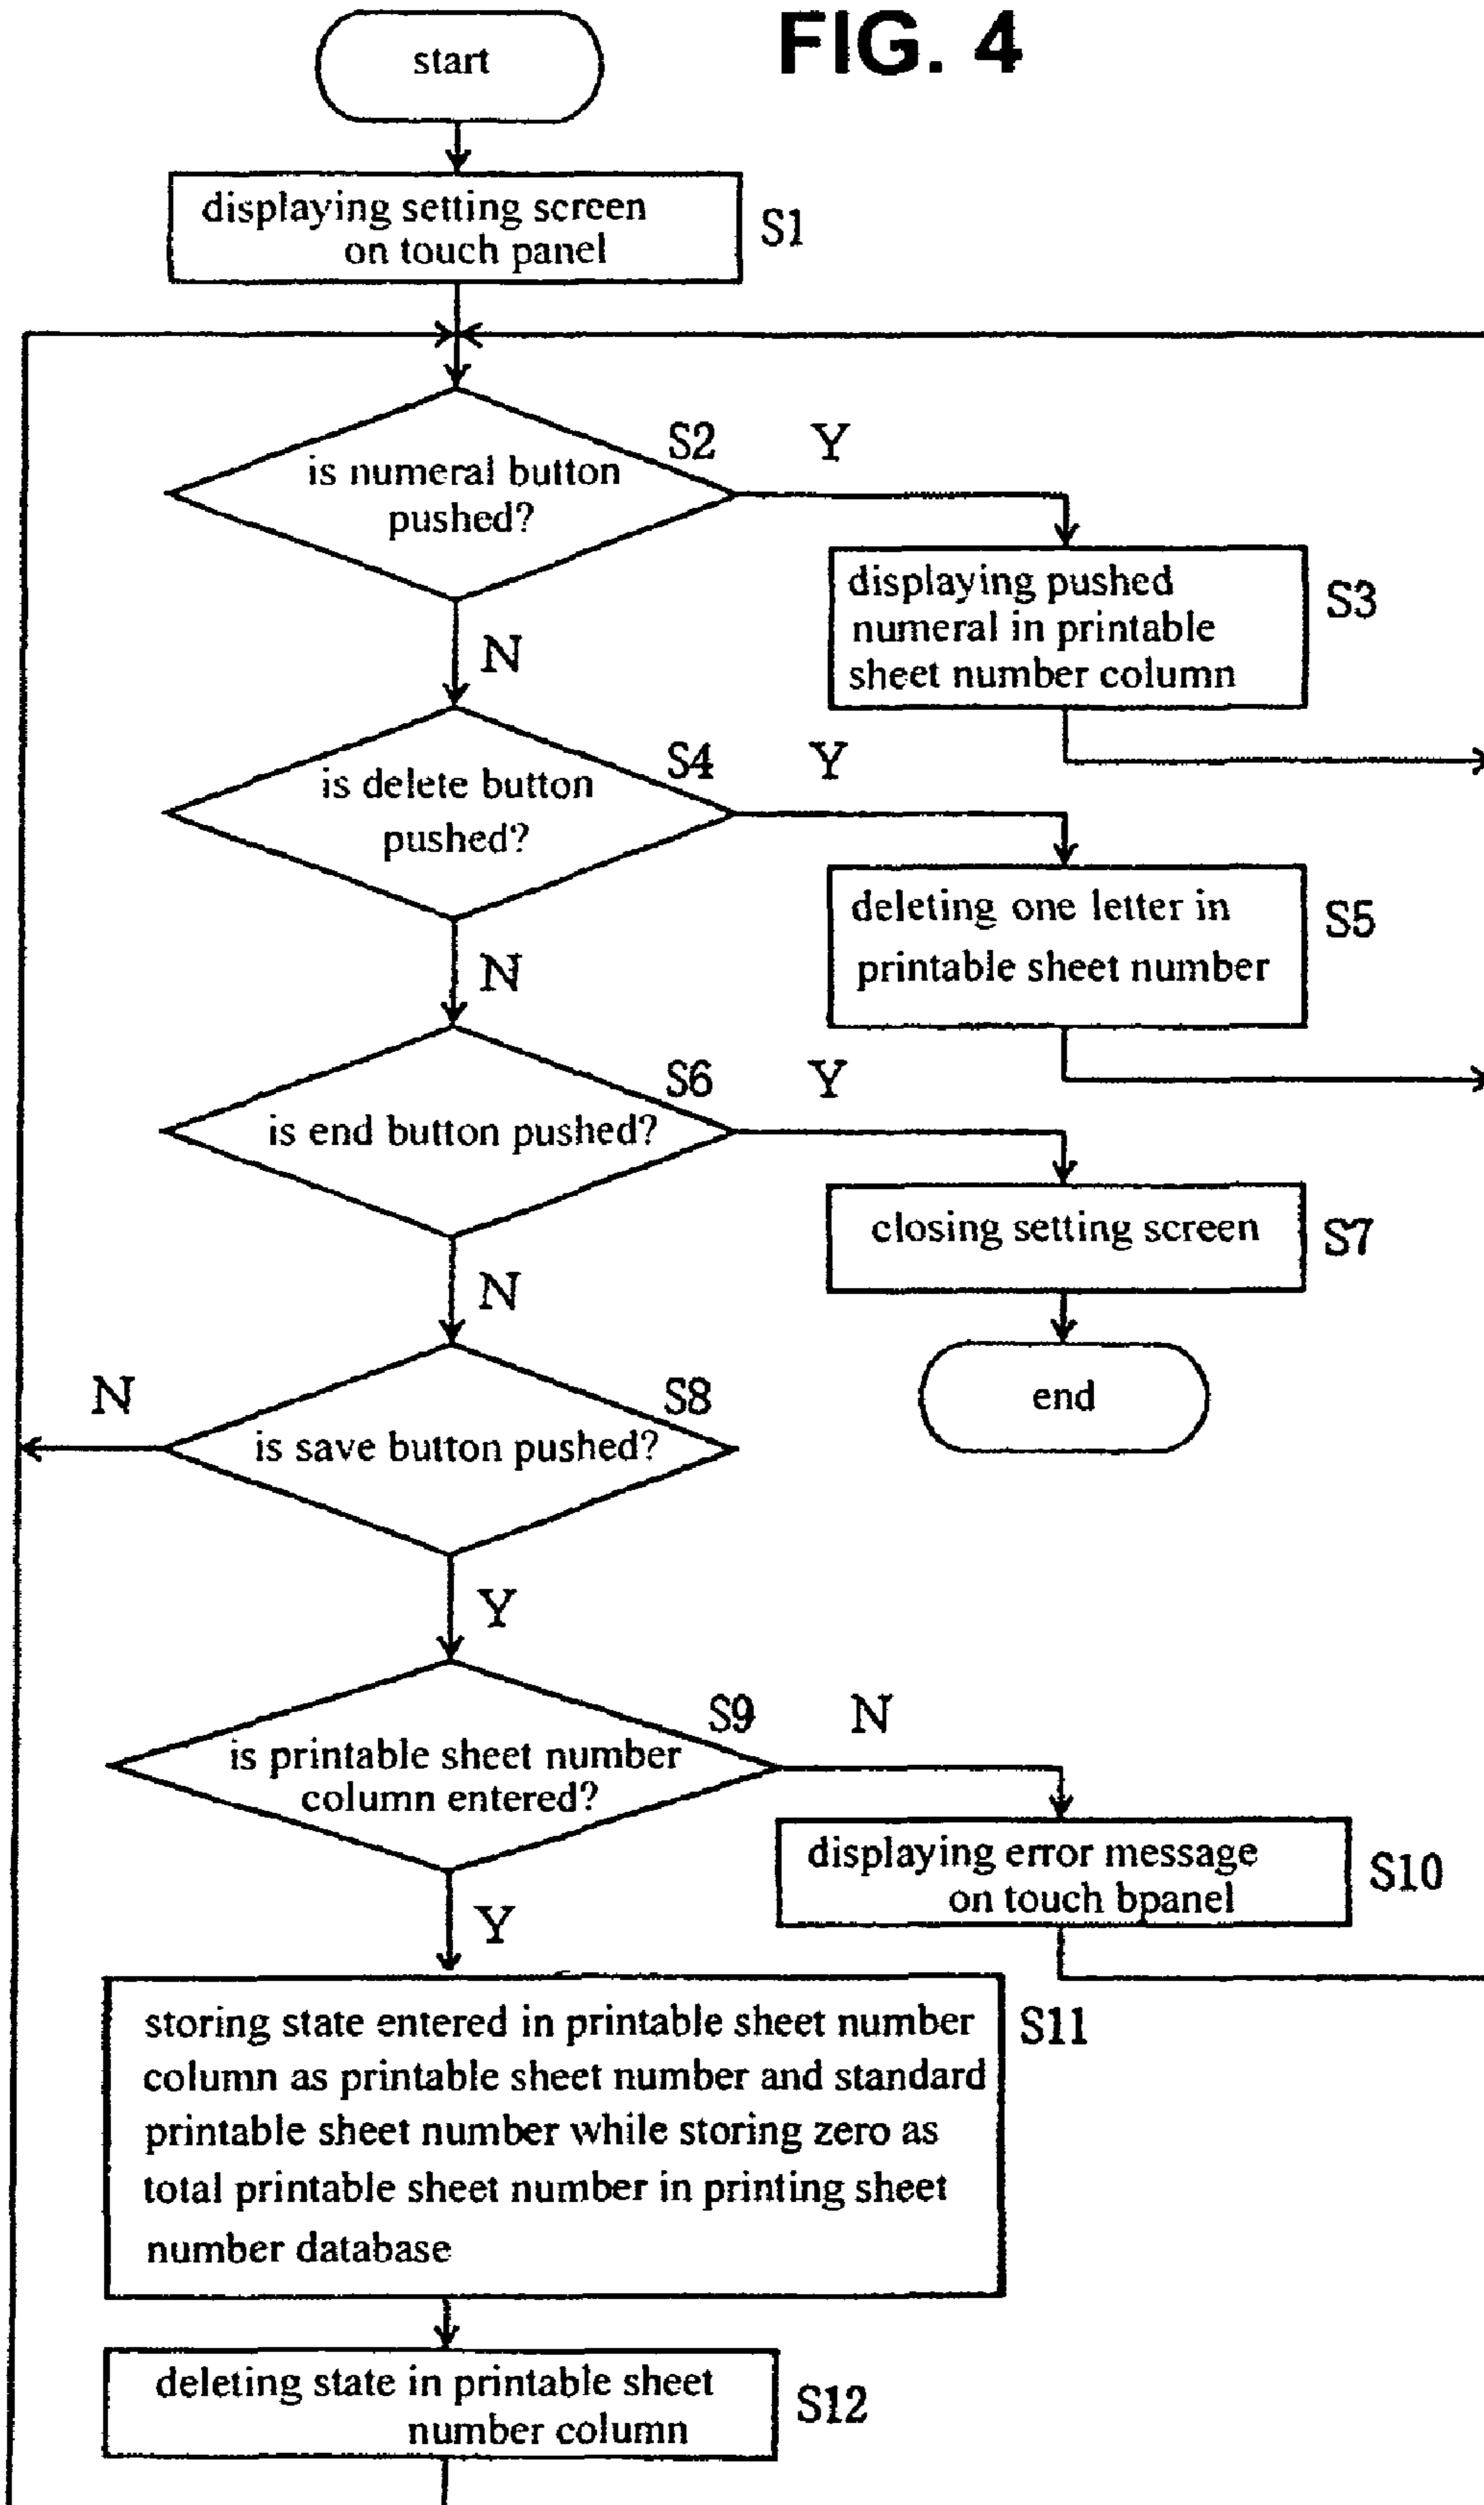 FIG. 4
start
displaying setting screen
on touch panel
S1
S2
Y
is numeral button
pushed?
displaying pushed
numeral in printable
sheet number column
S3
N
S4
Y
is delete button
pushed?
deleting one letter in
printable sheet number
S5
N
S6
Y
is end button pushed?
closing setting screen
S7
N
end
N
S8
is save button pushed?
Y
S9
N
is printable sheet number
column entered?
displaying error message
on touch bpanel
S10
Y
storing state entered in printable sheet number
column as printable sheet number and standard
printable sheet number while storing zero as
total printable sheet number in printing sheet
number database
S11
deleting state in printable sheet
number column
S12